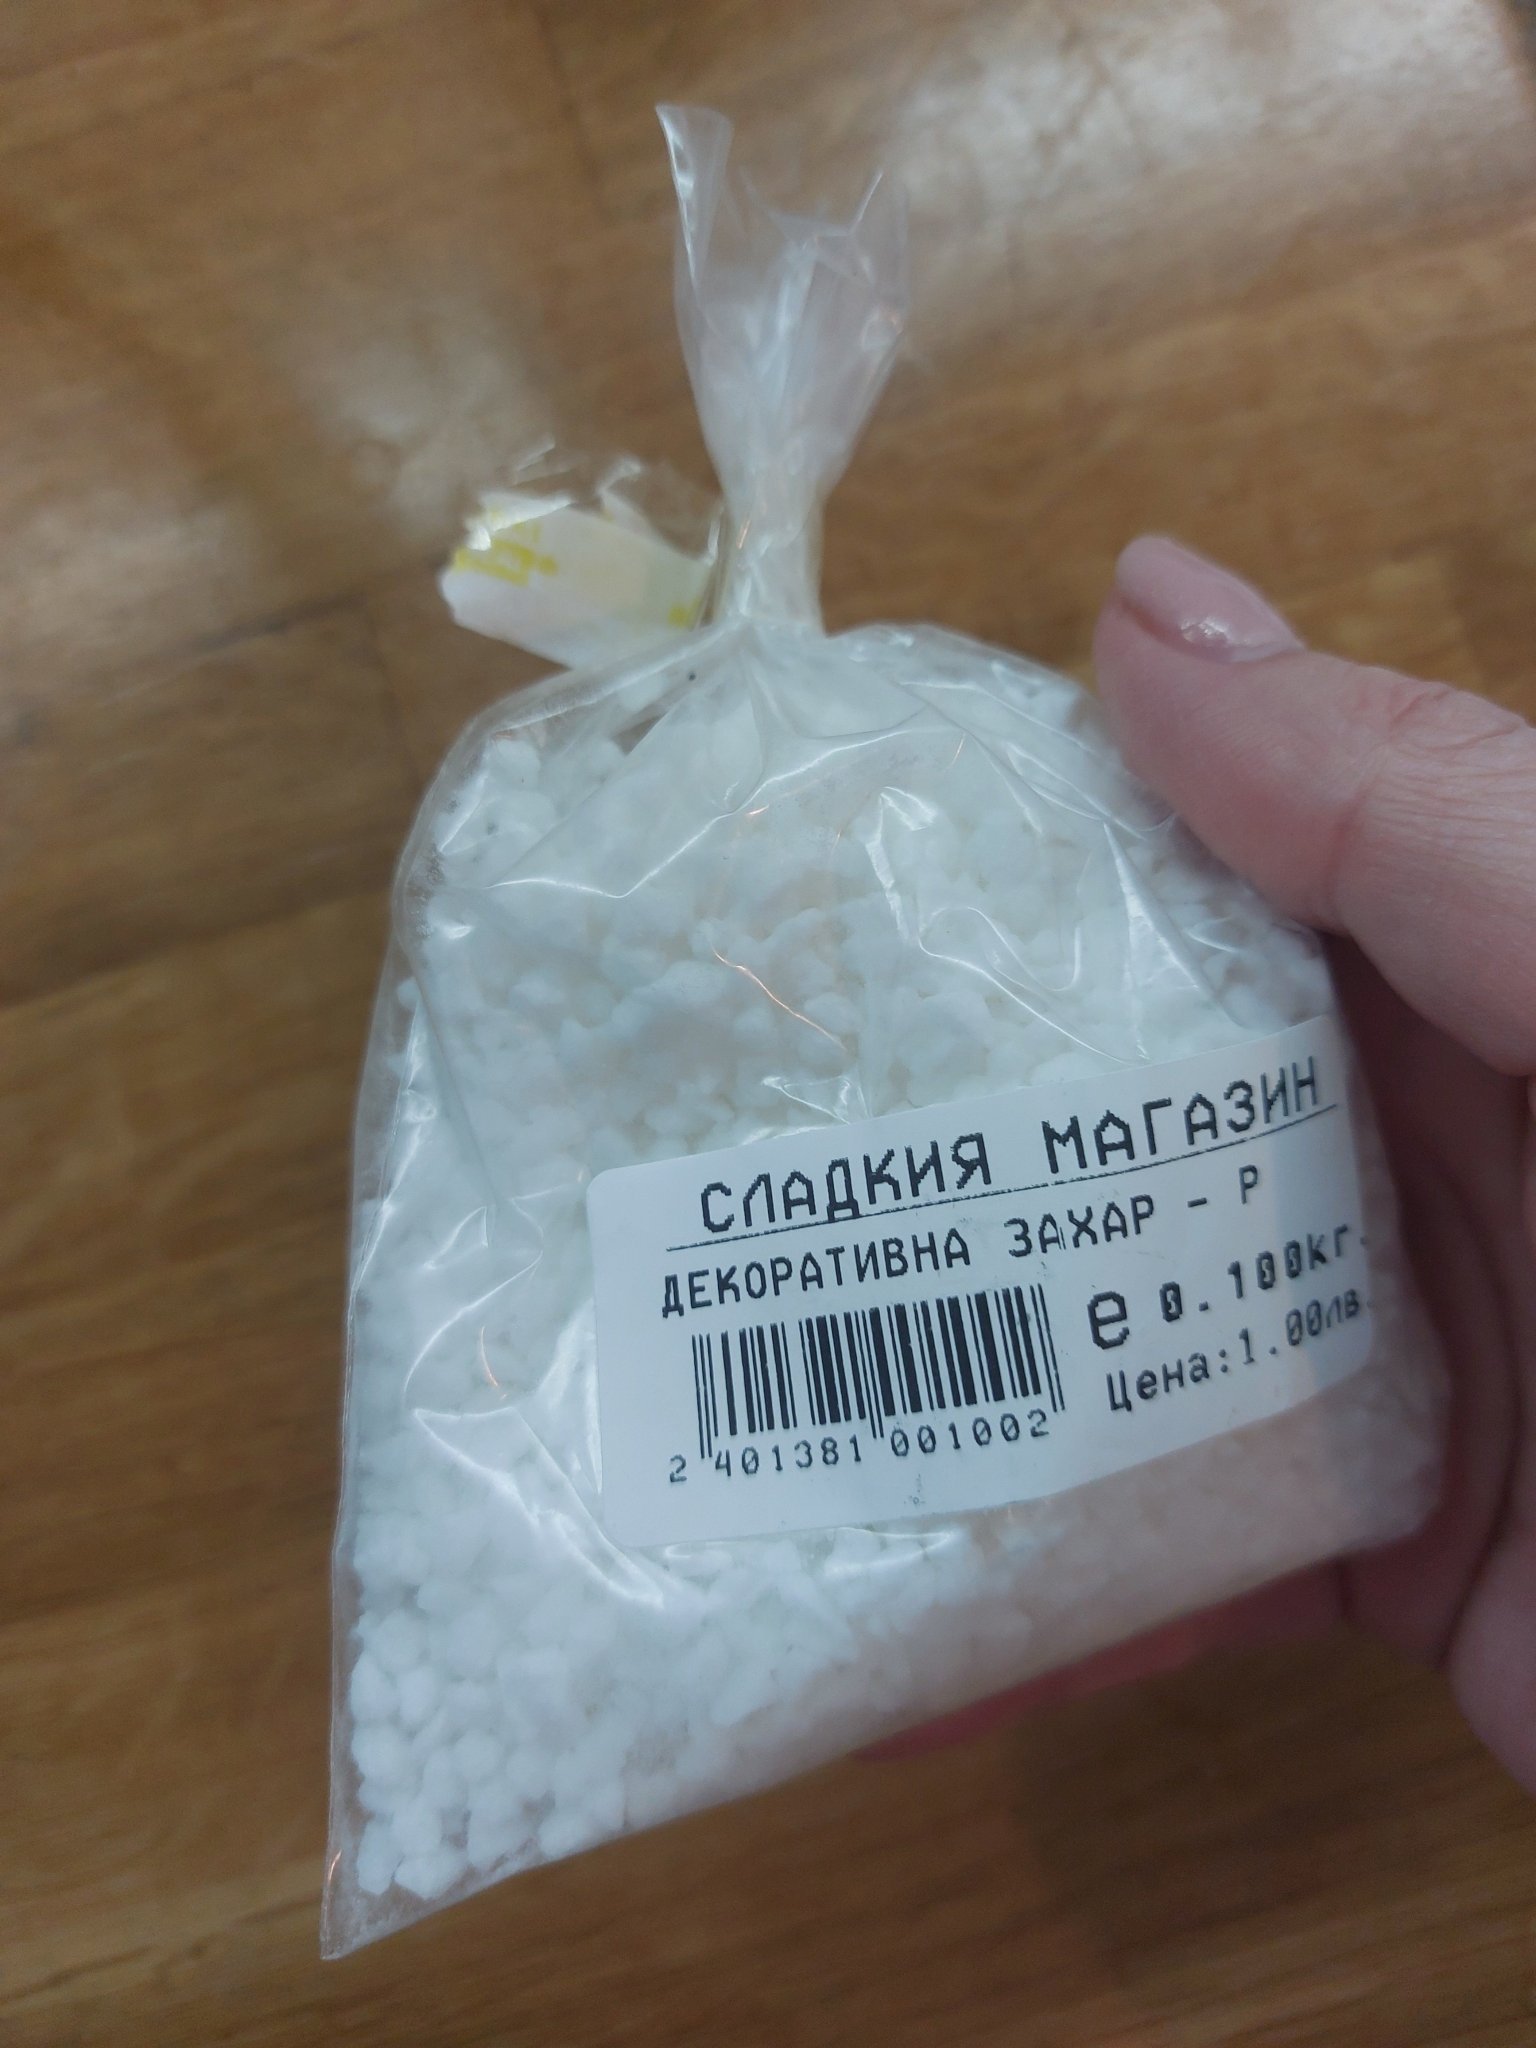 СЛАДКИЯ МАГАЗИН
ДЕКОРАТИВНА ЗАХАР - Р
e 0.100кг.
Цена:1.00лв.
2 401381 001002